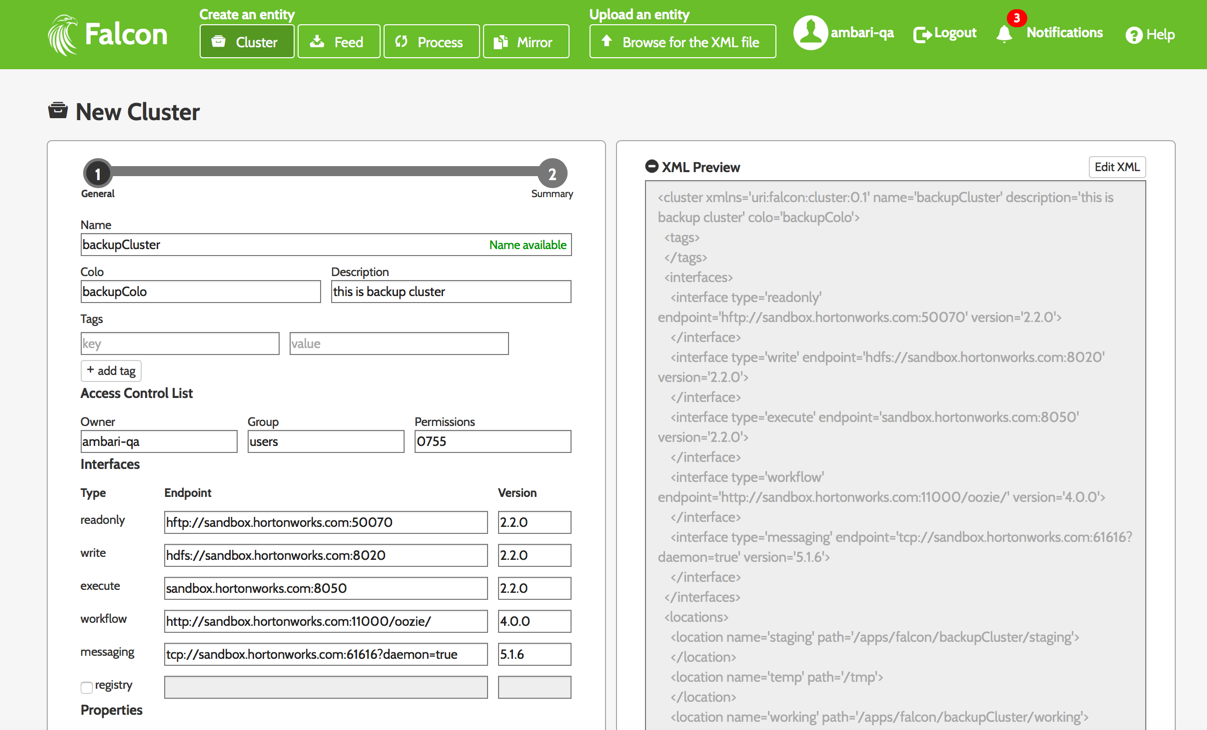 Falcon
Create an entity
Cluster
Feed
Process
Mirror
Upload an entity
Browse for the XML file
ambari-qa
Logout
3
Notifications
? Help
New Cluster
1
General
2
Summary
Name
backupCluster
Name available
Colo
Description
backupColo
this is backup cluster
Tags
key
value
+ add tag
Access Control List
Owner
Group
Permissions
ambari-qa
users
0755
Interfaces
Type
Endpoint
Version
readonly
hftp://sandbox.hortonworks.com:50070
2.2.0
write
hdfs://sandbox.hortonworks.com:8020
2.2.0
execute
sandbox.hortonworks.com:8050
2.2.0
workflow
http://sandbox.hortonworks.com:11000/oozie/
4.0.0
messaging
tcp://sandbox.hortonworks.com:61616?daemon=true
5.1.6
registry
Properties
XML Preview
Edit XML
<cluster xmlns='uri:falcon:cluster:0.1' name='backupCluster' description='this is
backup cluster' colo='backupColo'>
<tags>
</tags>
<interfaces>
<interface type='readonly'
endpoint='hftp://sandbox.hortonworks.com:50070' version='2.2.0'>
</interface>
<interface type='write' endpoint='hdfs://sandbox.hortonworks.com:8020'
version='2.2.0'>
</interface>
<interface type='execute' endpoint='sandbox.hortonworks.com:8050'
version='2.2.0'>
</interface>
<interface type='workflow'
endpoint='http://sandbox.hortonworks.com:11000/oozie/' version='4.0.0'>
</interface>
<interface type='messaging' endpoint='tcp://sandbox.hortonworks.com:61616?
daemon=true' version='5.1.6'>
</interface>
</interfaces>
<locations>
<location name='staging' path='/apps/falcon/backupCluster/staging'>
</location>
<location name='temp' path='/tmp'>
</location>
<location name='working' path='/apps/falcon/backupCluster/working'>